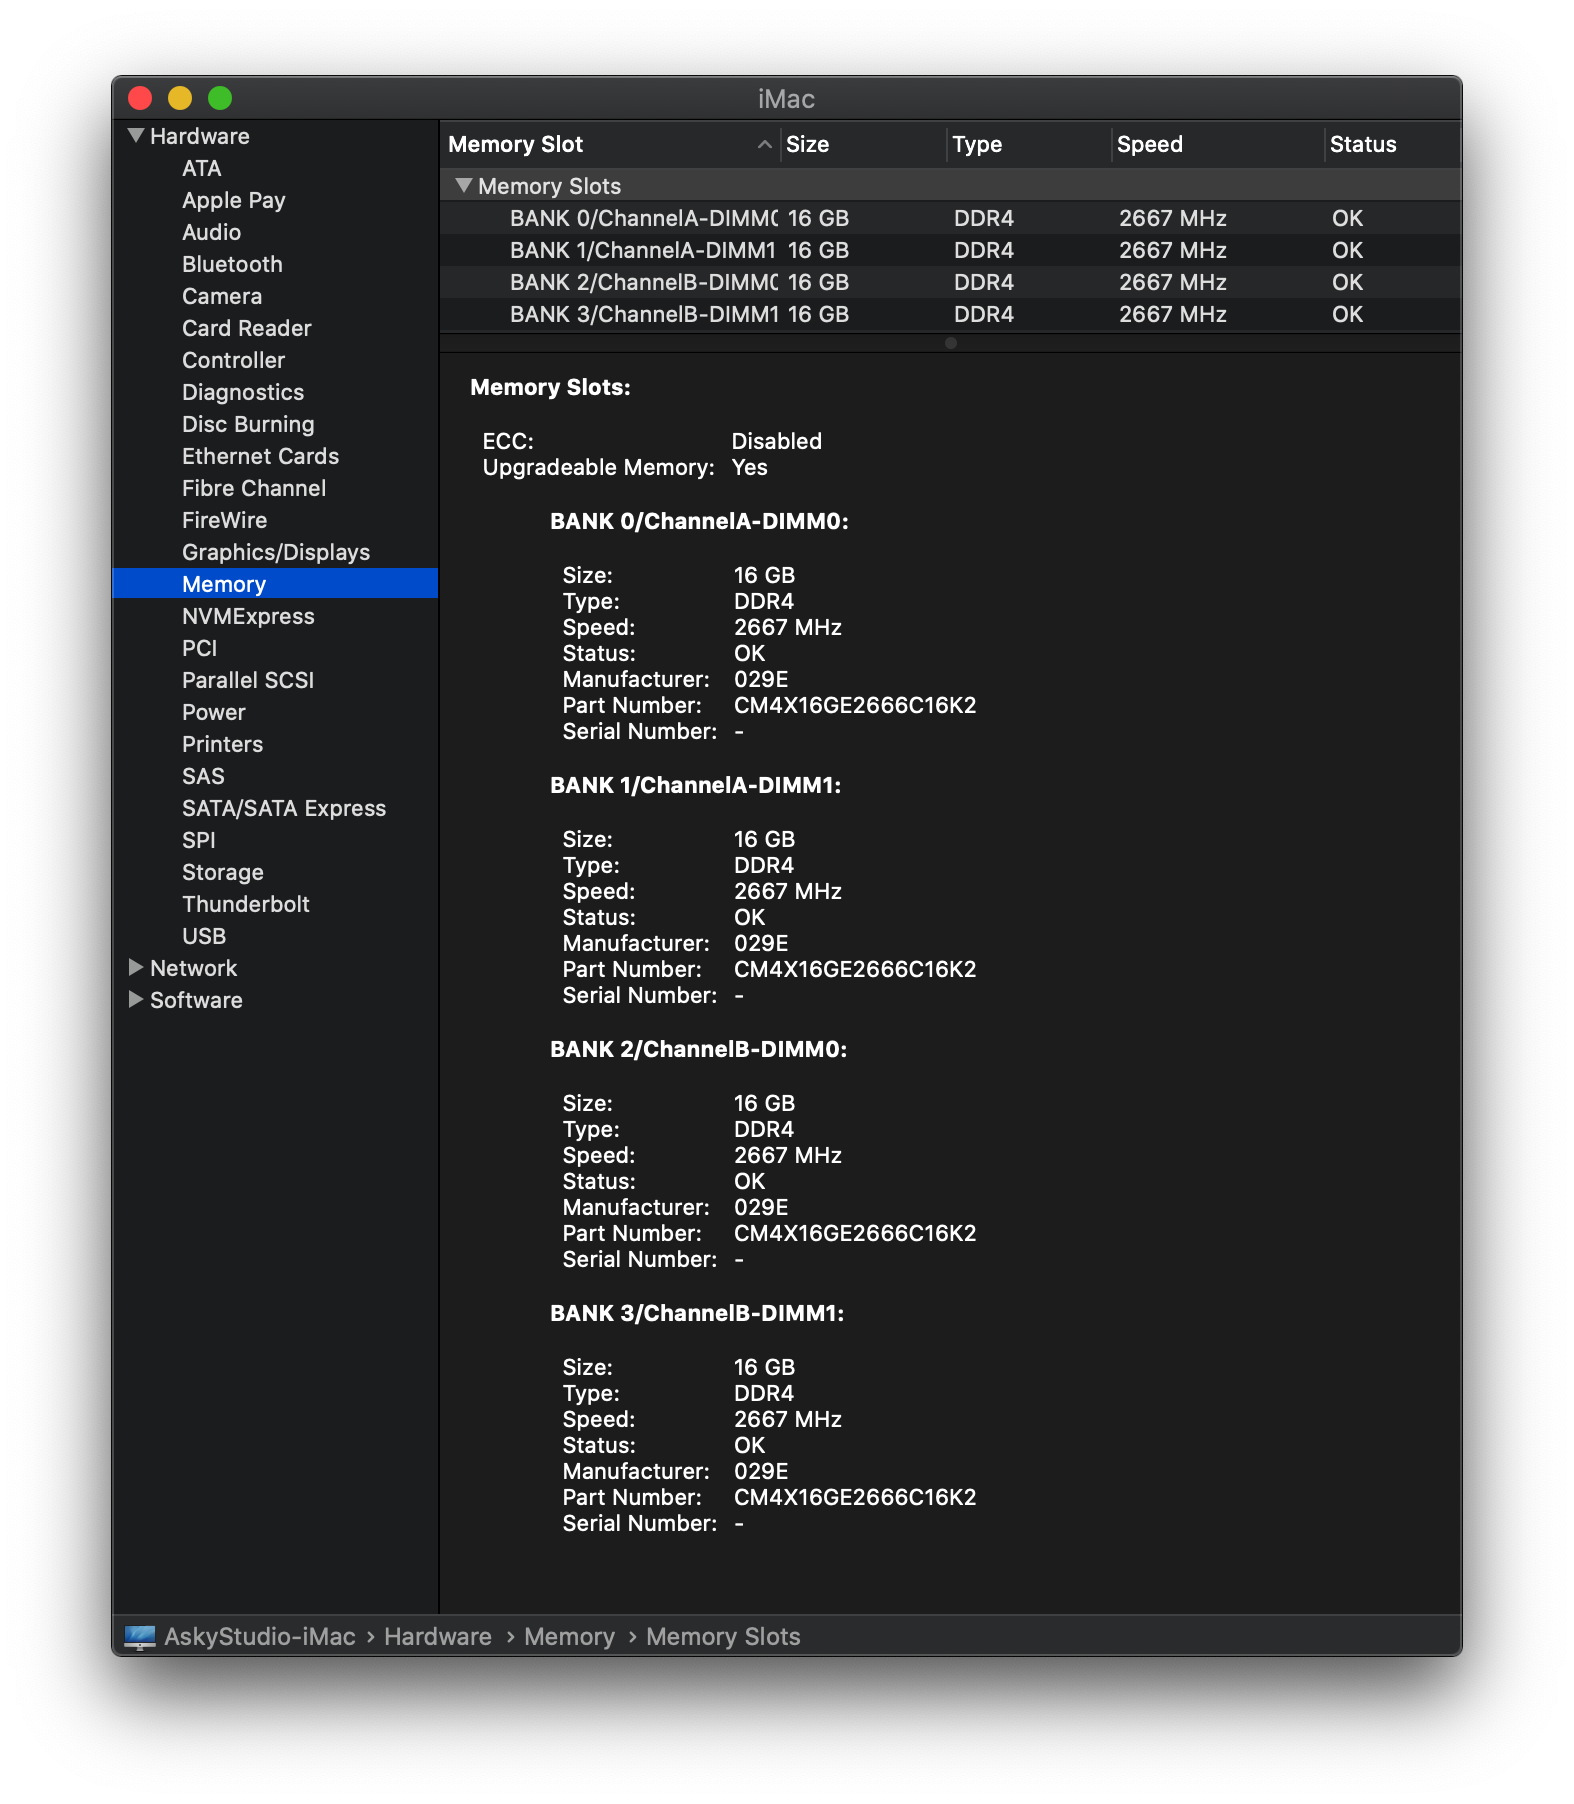 iMac
Hardware
ATA
Apple Pay
Audio
Bluetooth
Camera
Card Reader
Controller
Diagnostics
Disc Burning
Ethernet Cards
Fibre Channel
FireWire
Graphics/Displays
Memory
NVMExpress
PCI
Parallel SCSI
Power
Printers
SAS
SATA/SATA Express
SPI
Storage
Thunderbolt
USB
Network
Software
Memory Slot Size Type Speed Status
Memory Slots
BANK 0/ChannelA-DIMM0 16 GB DDR4 2667 MHz OK
BANK 1/ChannelA-DIMM1 16 GB DDR4 2667 MHz OK
BANK 2/ChannelB-DIMM0 16 GB DDR4 2667 MHz OK
BANK 3/ChannelB-DIMM1 16 GB DDR4 2667 MHz OK
Memory Slots:
ECC: Disabled
Upgradeable Memory: Yes
BANK 0/ChannelA-DIMM0:
Size: 16 GB
Type: DDR4
Speed: 2667 MHz
Status: OK
Manufacturer: 029E
Part Number: CM4X16GE2666C16K2
Serial Number: -
BANK 1/ChannelA-DIMM1:
Size: 16 GB
Type: DDR4
Speed: 2667 MHz
Status: OK
Manufacturer: 029E
Part Number: CM4X16GE2666C16K2
Serial Number: -
BANK 2/ChannelB-DIMM0:
Size: 16 GB
Type: DDR4
Speed: 2667 MHz
Status: OK
Manufacturer: 029E
Part Number: CM4X16GE2666C16K2
Serial Number: -
BANK 3/ChannelB-DIMM1:
Size: 16 GB
Type: DDR4
Speed: 2667 MHz
Status: OK
Manufacturer: 029E
Part Number: CM4X16GE2666C16K2
Serial Number: -
AskyStudio-iMac › Hardware › Memory › Memory Slots